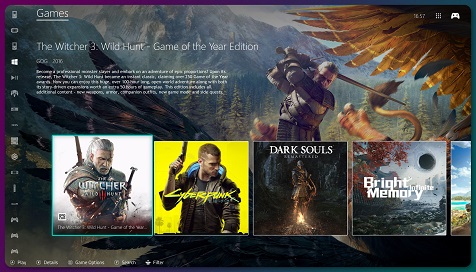 Games
16:57
The Witcher 3: Wild Hunt - Game of the Year Edition
GOG 2016
Become a professional monster slayer and embark on an adventure of epic proportions! Upon its
release, The Witcher 3: Wild Hunt became an instant classic, claiming over 250 Game of the Year
awards. Now you can enjoy this huge, over 100-hour long, open-world adventure along with both
its story-driven expansions worth an extra 50 hours of gameplay. This edition includes all
additional content - new weapons, armor, companion outfits, new game mode and side quests.
THE
WITCHER
WILD HUNT
The Witcher 3: Wild Hunt - Game of the Year...
CYBERPUNK
DARK SOULS
REMASTERED
Bright
Memory
Infinite
Play
Details
Game Options
Search
Filter